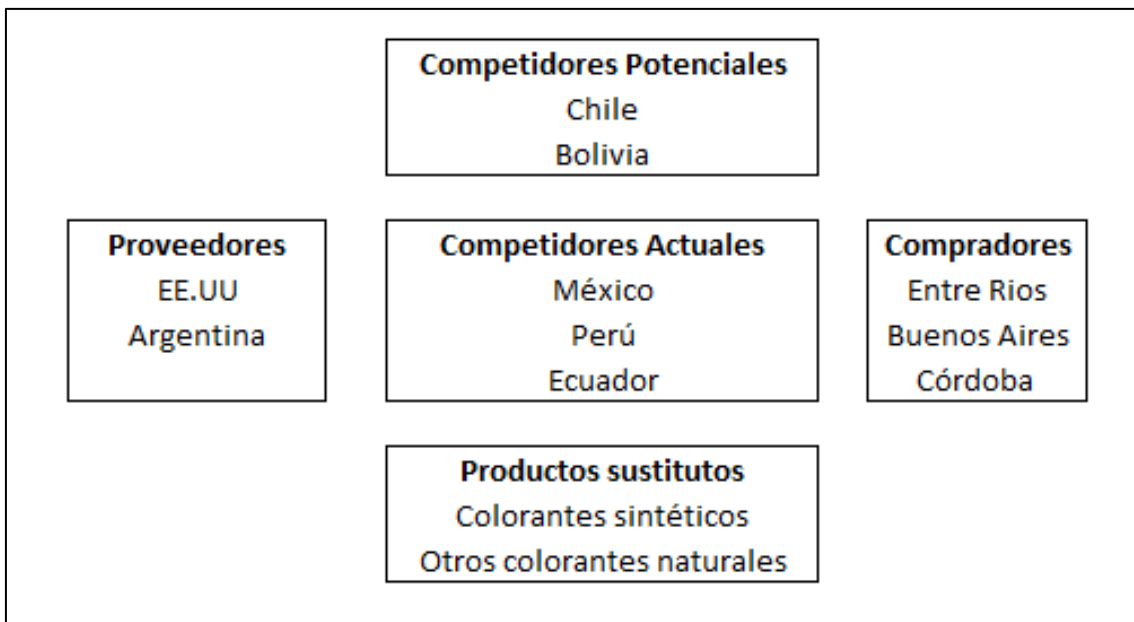 Competidores Potenciales
Chile
Bolivia
Proveedores
EE.UU
Argentina
Competidores Actuales
México
Perú
Ecuador
Compradores
Entre Rios
Buenos Aires
Córdoba
Productos sustitutos
Colorantes sintéticos
Otros colorantes naturales